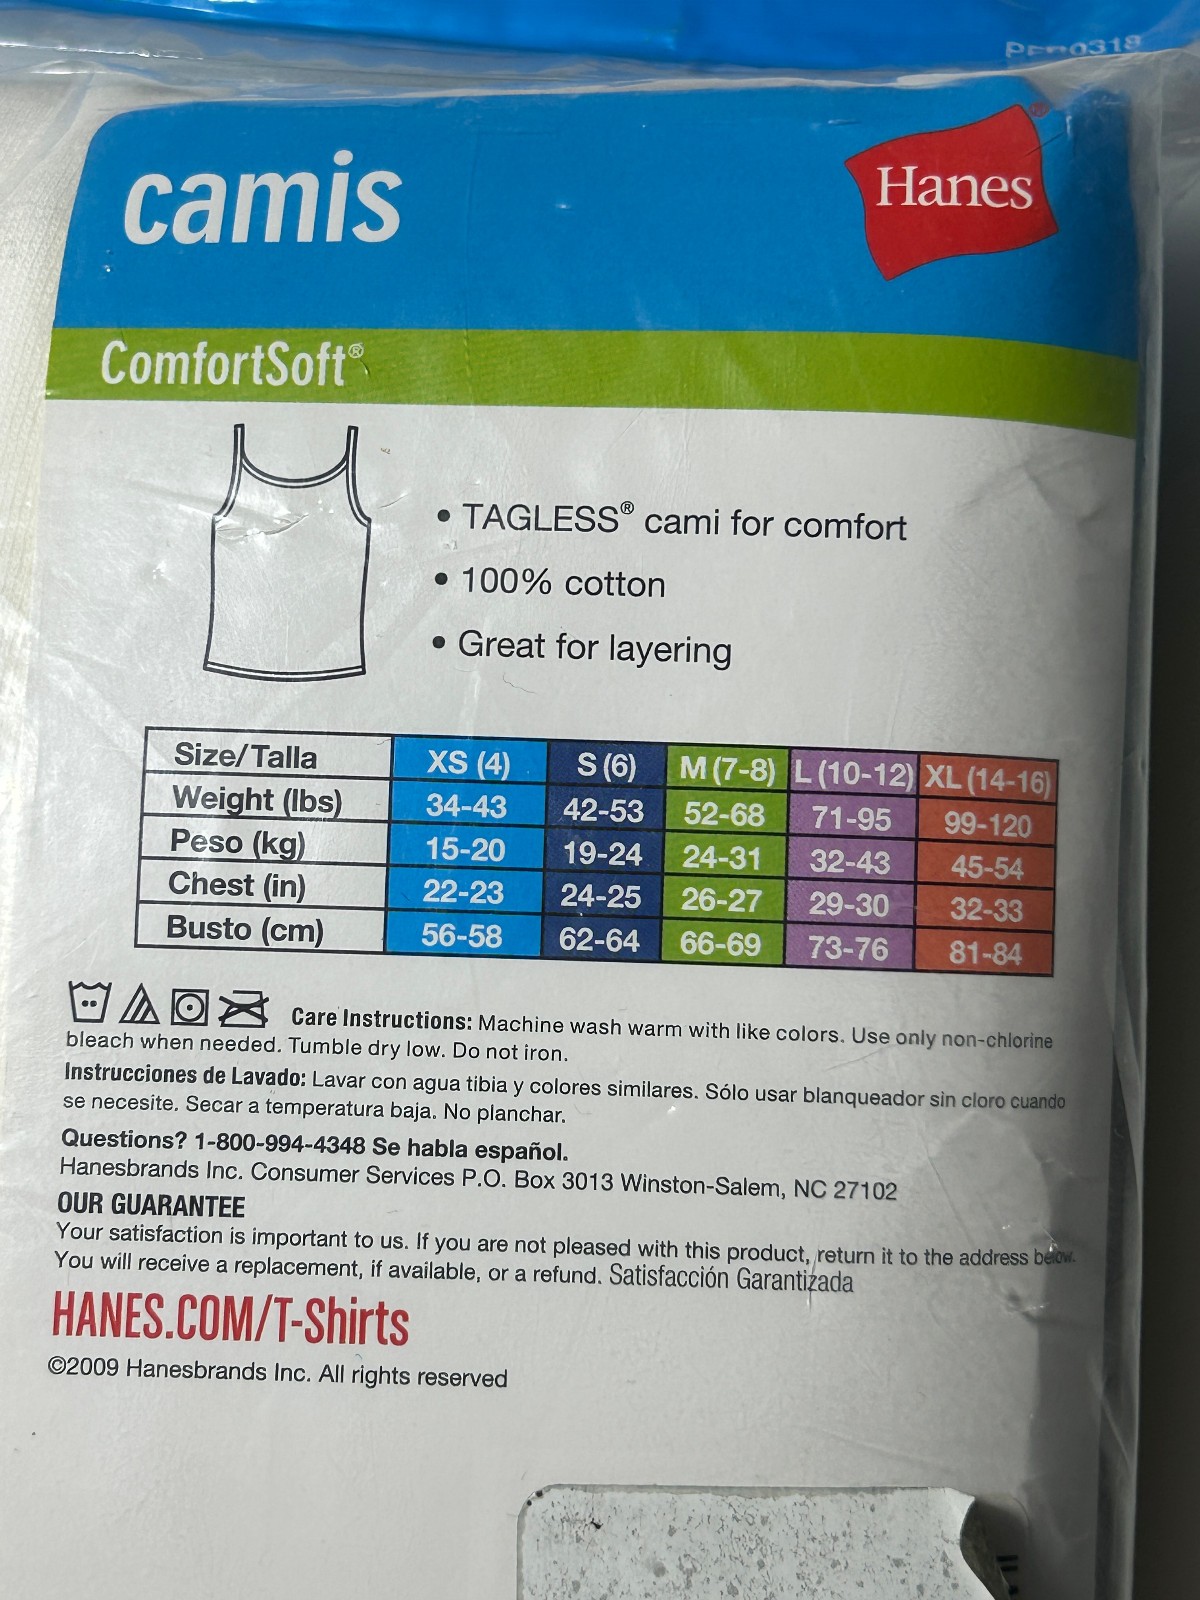 camis
Hanes®
ComfortSoft®
• TAGLESS® cami for comfort
• 100% cotton
• Great for layering
Size/Talla XS (4) S (6) M (7-8) L (10-12) XL (14-16)
Weight (lbs) 34-43 42-53 52-68 71-95 99-120
Peso (kg) 15-20 19-24 24-31 32-43 45-54
Chest (in) 22-23 24-25 26-27 29-30 32-33
Busto (cm) 56-58 62-64 66-69 73-76 81-84
Care Instructions: Machine wash warm with like colors. Use only non-chlorine
bleach when needed. Tumble dry low. Do not iron.
Instrucciones de Lavado: Lavar con agua tibia y colores similares. Sólo usar blanqueador sin cloro cuando
se necesite. Secar a temperatura baja. No planchar.
Questions? 1-800-994-4348 Se habla español.
Hanesbrands Inc. Consumer Services P.O. Box 3013 Winston-Salem, NC 27102
OUR GUARANTEE
Your satisfaction is important to us. If you are not pleased with this product, return it to the address below.
You will receive a replacement, if available, or a refund. Satisfacción Garantizada
HANES.COM/T-Shirts
©2009 Hanesbrands Inc. All rights reserved